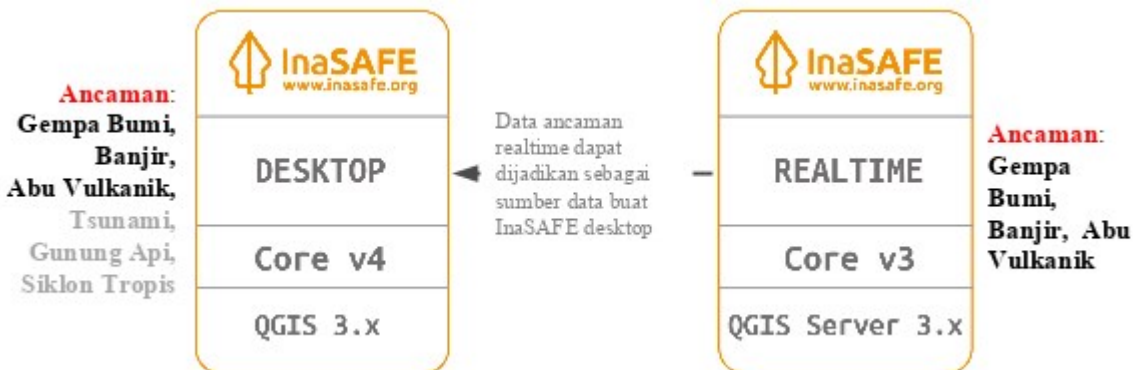 Ancaman:
Gempa Bumi,
Banjir,
Abu Vulkanik,
Tsunami,
Gunung Api,
Siklon Tropis
InaSAFE
www.inasafe.org
DESKTOP
Core v4
QGIS 3.x
Data ancaman
realtime dapat
dijadikan sebagai
sumber data buat
InaSAFE desktop
InaSAFE
www.inasafe.org
REALTIME
Core v3
QGIS Server 3.x
Ancaman:
Gempa
Bumi,
Banjir, Abu
Vulkanik